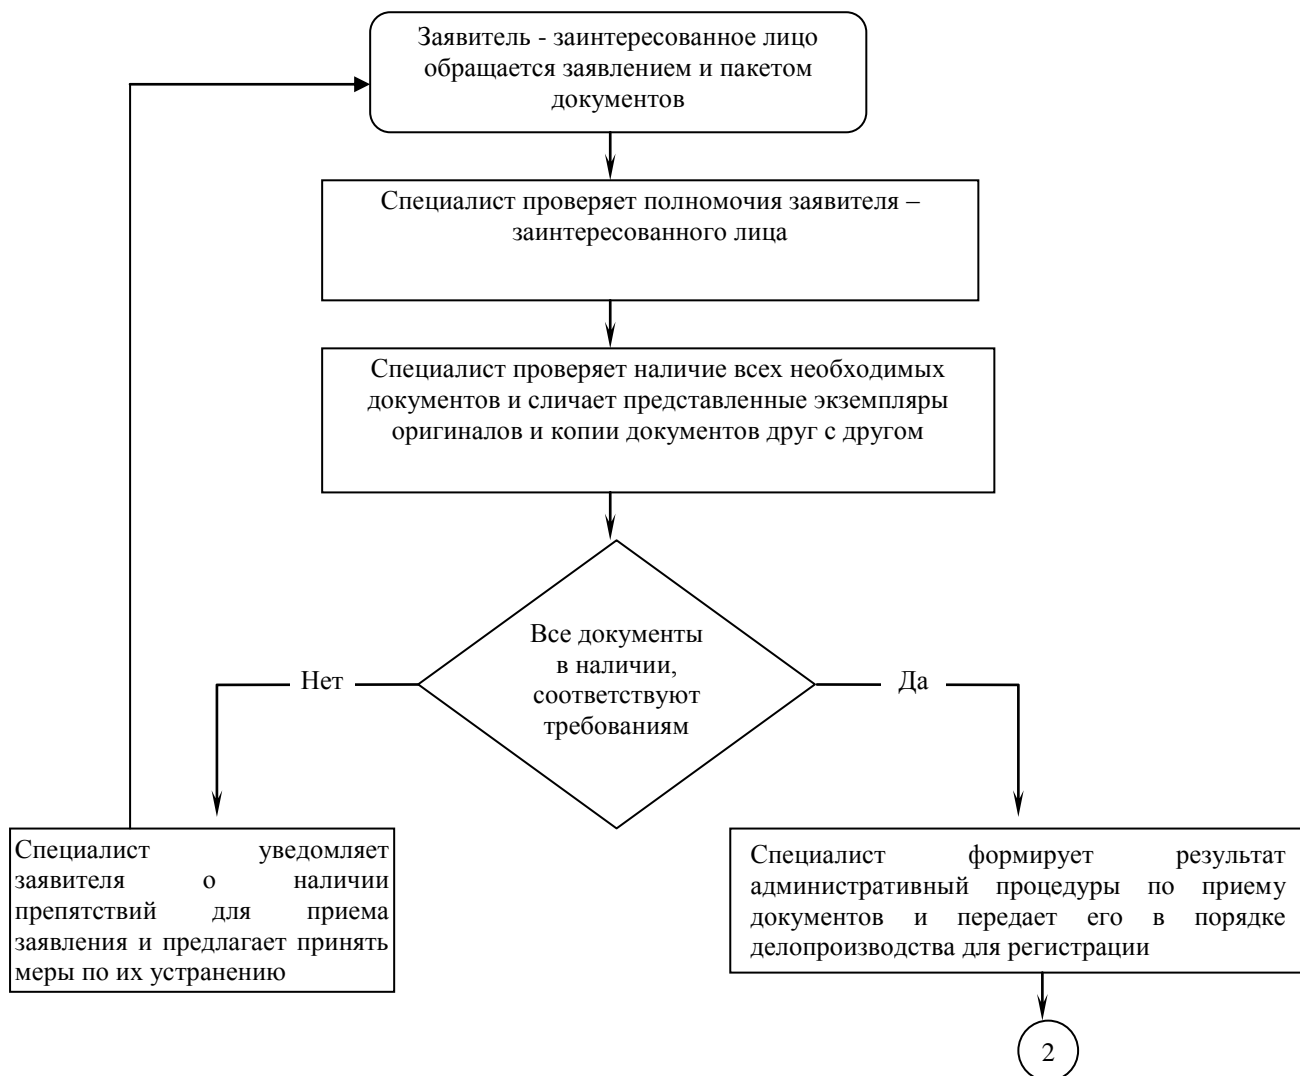 Заявитель - заинтересованное лицо
обращается заявлением и пакетом
документов
Специалист проверяет полномочия заявителя –
заинтересованного лица
Специалист проверяет наличие всех необходимых
документов и сличает представленные экземпляры
оригиналов и копии документов друг с другом
Все документы
в наличии,
соответствуют
требованиям
Нет
Да
Специалист уведомляет
заявителя о наличии
препятствий для приема
заявления и предлагает принять
меры по их устранению
Специалист формирует результат
административный процедуры по приему
документов и передает его в порядке
делопроизводства для регистрации
2